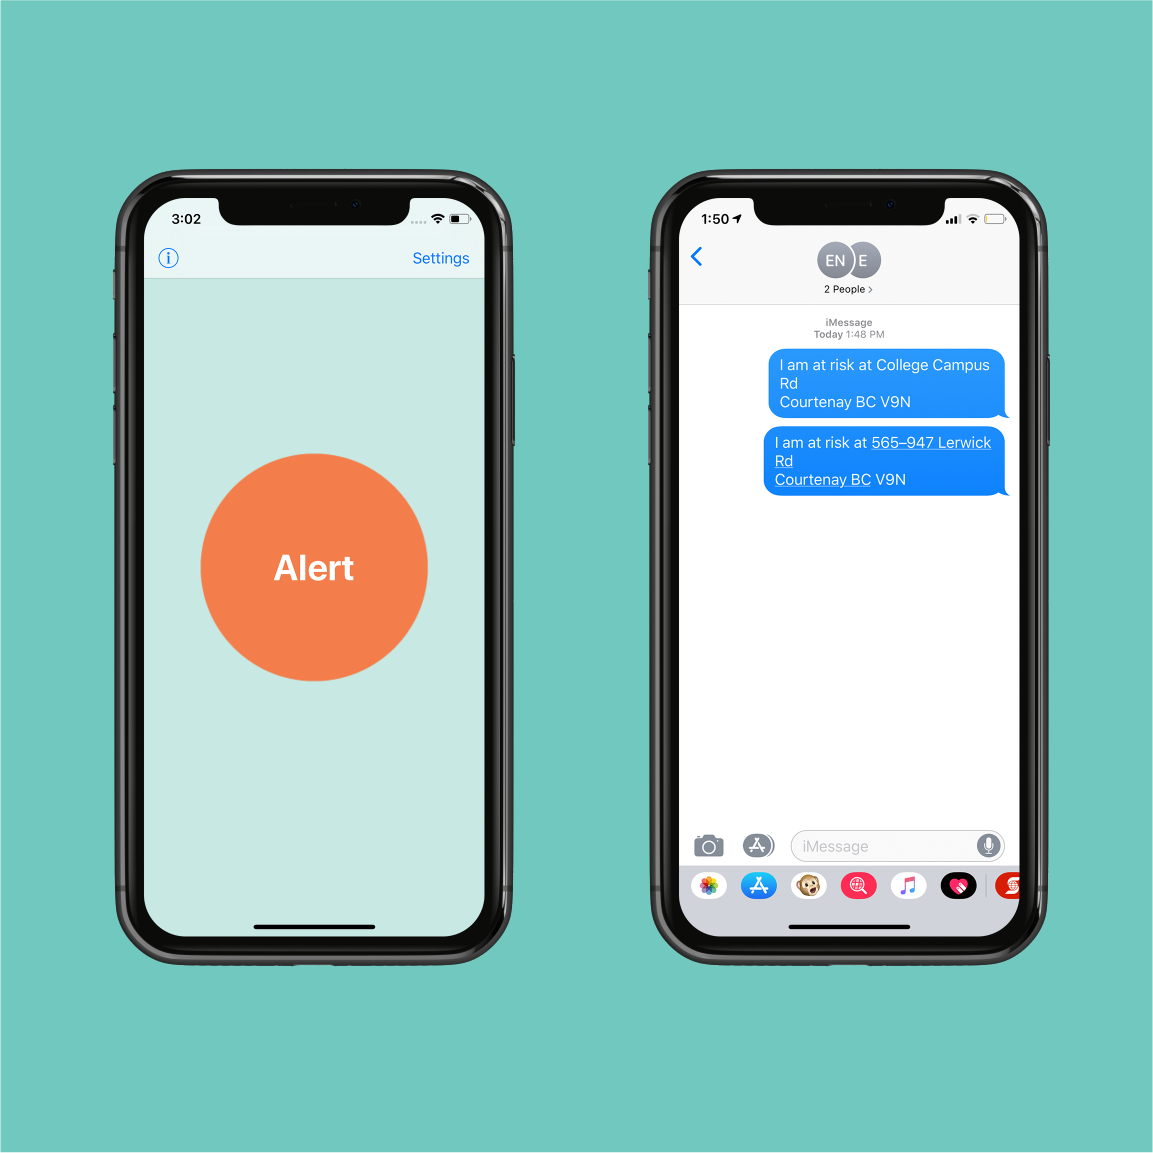 3:02
Settings
Alert
1:50
EN
E
2 People
iMessage
Today 1:48 PM
I am at risk at College Campus
Rd
Courtenay BC V9N
I am at risk at 565–947 Lerwick
Rd
Courtenay BC V9N
iMessage